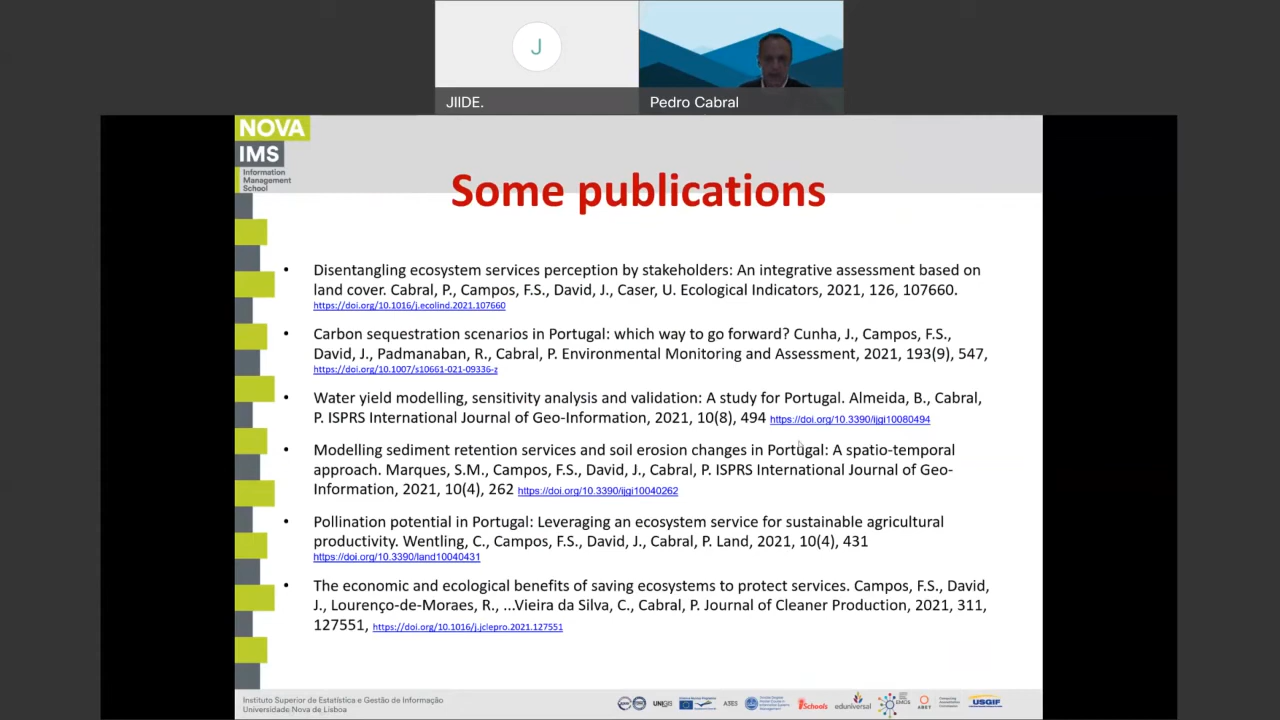 J
JIIDE.
Pedro Cabral
NOVA
IMS
Information
Management
School
Some publications
• Disentangling ecosystem services perception by stakeholders: An integrative assessment based on
land cover. Cabral, P., Campos, F.S., David, J., Caser, U. Ecological Indicators, 2021, 126, 107660.
https://doi.org/10.1016/j.ecolind.2021.107660
• Carbon sequestration scenarios in Portugal: which way to go forward? Cunha, J., Campos, F.S.,
David, J., Padmanaban, R., Cabral, P. Environmental Monitoring and Assessment, 2021, 193(9), 547,
https://doi.org/10.1007/s10661-021-09336-z
• Water yield modelling, sensitivity analysis and validation: A study for Portugal. Almeida, B., Cabral,
P. ISPRS International Journal of Geo-Information, 2021, 10(8), 494 https://doi.org/10.3390/ijgi10080494
• Modelling sediment retention services and soil erosion changes in Portugal: A spatio-temporal
approach. Marques, S.M., Campos, F.S., David, J., Cabral, P. ISPRS International Journal of Geo-
Information, 2021, 10(4), 262 https://doi.org/10.3390/ijgi10040262
• Pollination potential in Portugal: Leveraging an ecosystem service for sustainable agricultural
productivity. Wentling, C., Campos, F.S., David, J., Cabral, P. Land, 2021, 10(4), 431
https://doi.org/10.3390/land10040431
• The economic and ecological benefits of saving ecosystems to protect services. Campos, F.S., David,
J., Lourenço-de-Moraes, R., ...Vieira da Silva, C., Cabral, P. Journal of Cleaner Production, 2021, 311,
127551, https://doi.org/10.1016/j.jclepro.2021.127551
Instituto Superior de Estatística e Gestão de Informação
Universidade Nova de Lisboa
UNIGIS
A3ES
Schools
eduniversal
USGIF